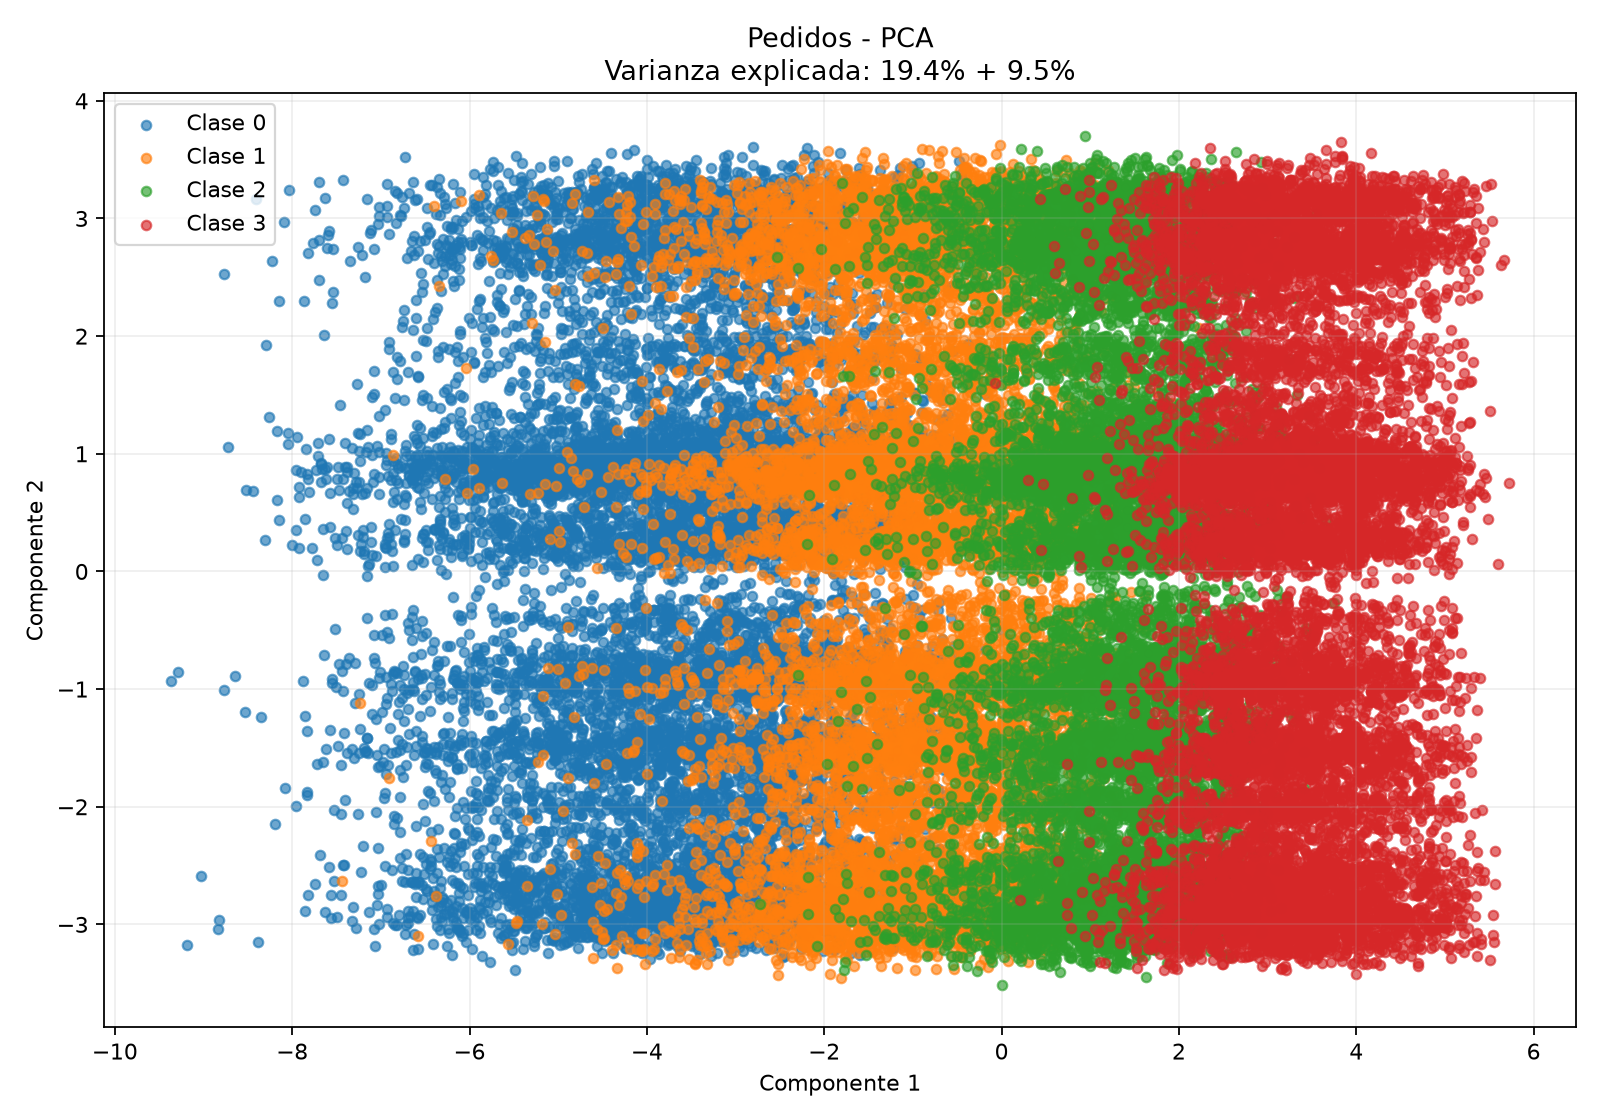 Pedidos - PCA
Varianza explicada: 19.4% + 9.5%
Clase 0
Clase 1
Clase 2
Clase 3
4
3
2
1
0
−1
−2
−3
Componente 2
−10
−8
−6
−4
−2
0
2
4
6
Componente 1